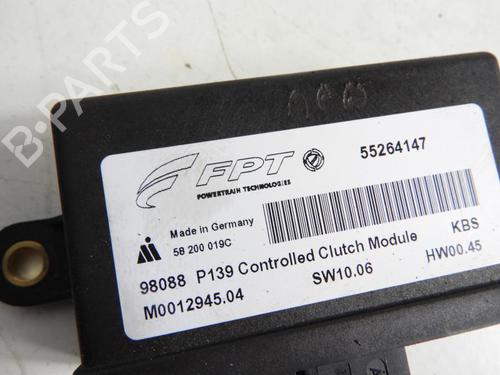 FPT
POWERTRAIN TECHNOLOGIES
55264147
Made in Germany
58 200 019C
98088 P139 Controlled Clutch Module KBS
M0012945.04 SW10.06 HW00.45
B-PARTS